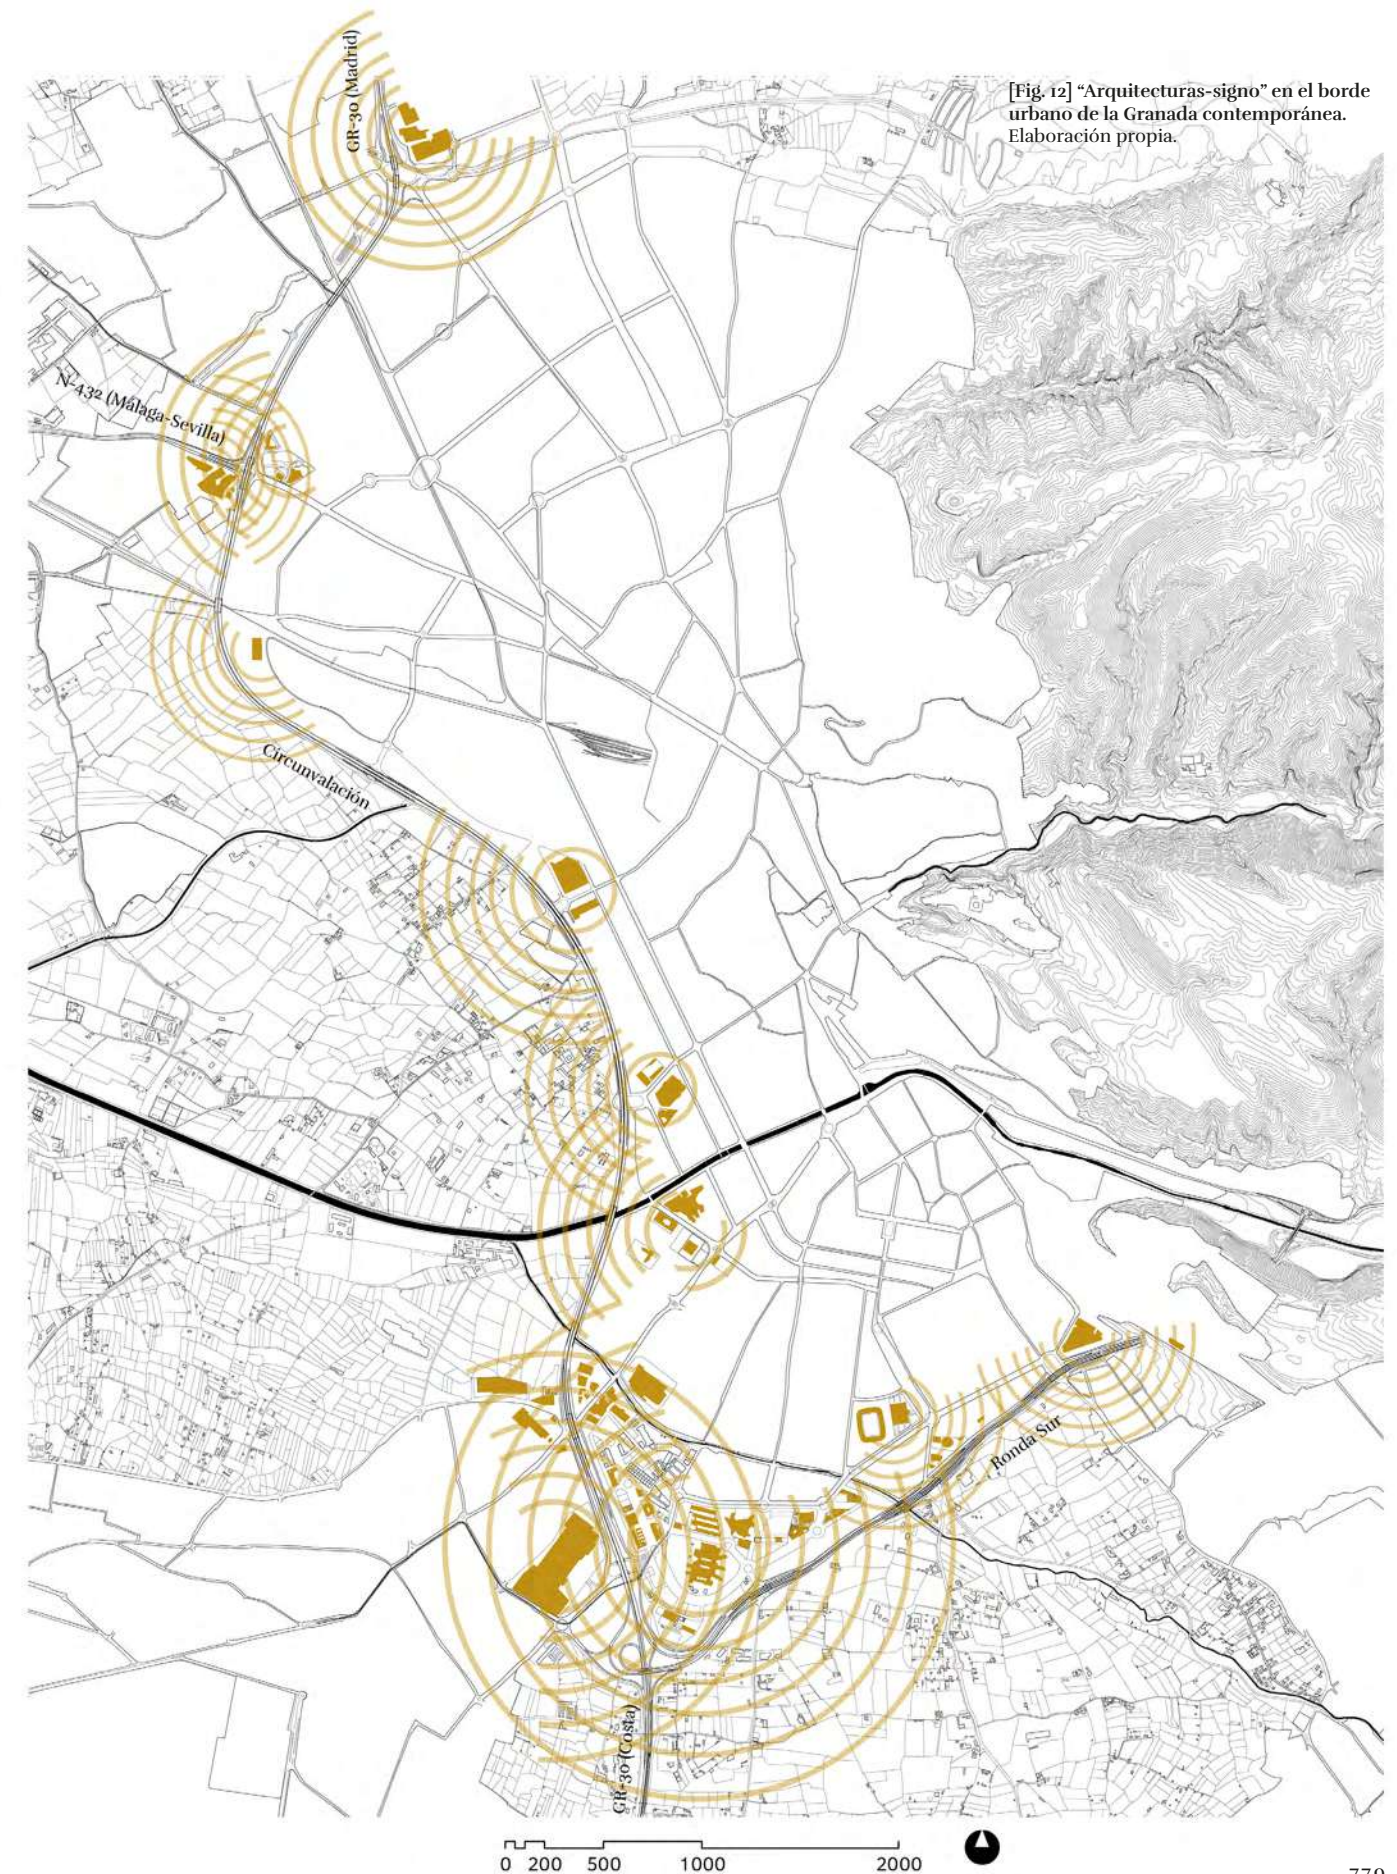 GR-30 (Madrid)
[Fig. 12] “Arquitecturas-signo” en el borde
urbano de la Granada contemporánea.
Elaboración propia.
N-432 (Málaga-Sevilla)
Circunvalación
Ronda Sur
GR-30 (Costa)
0 200 500 1000 2000